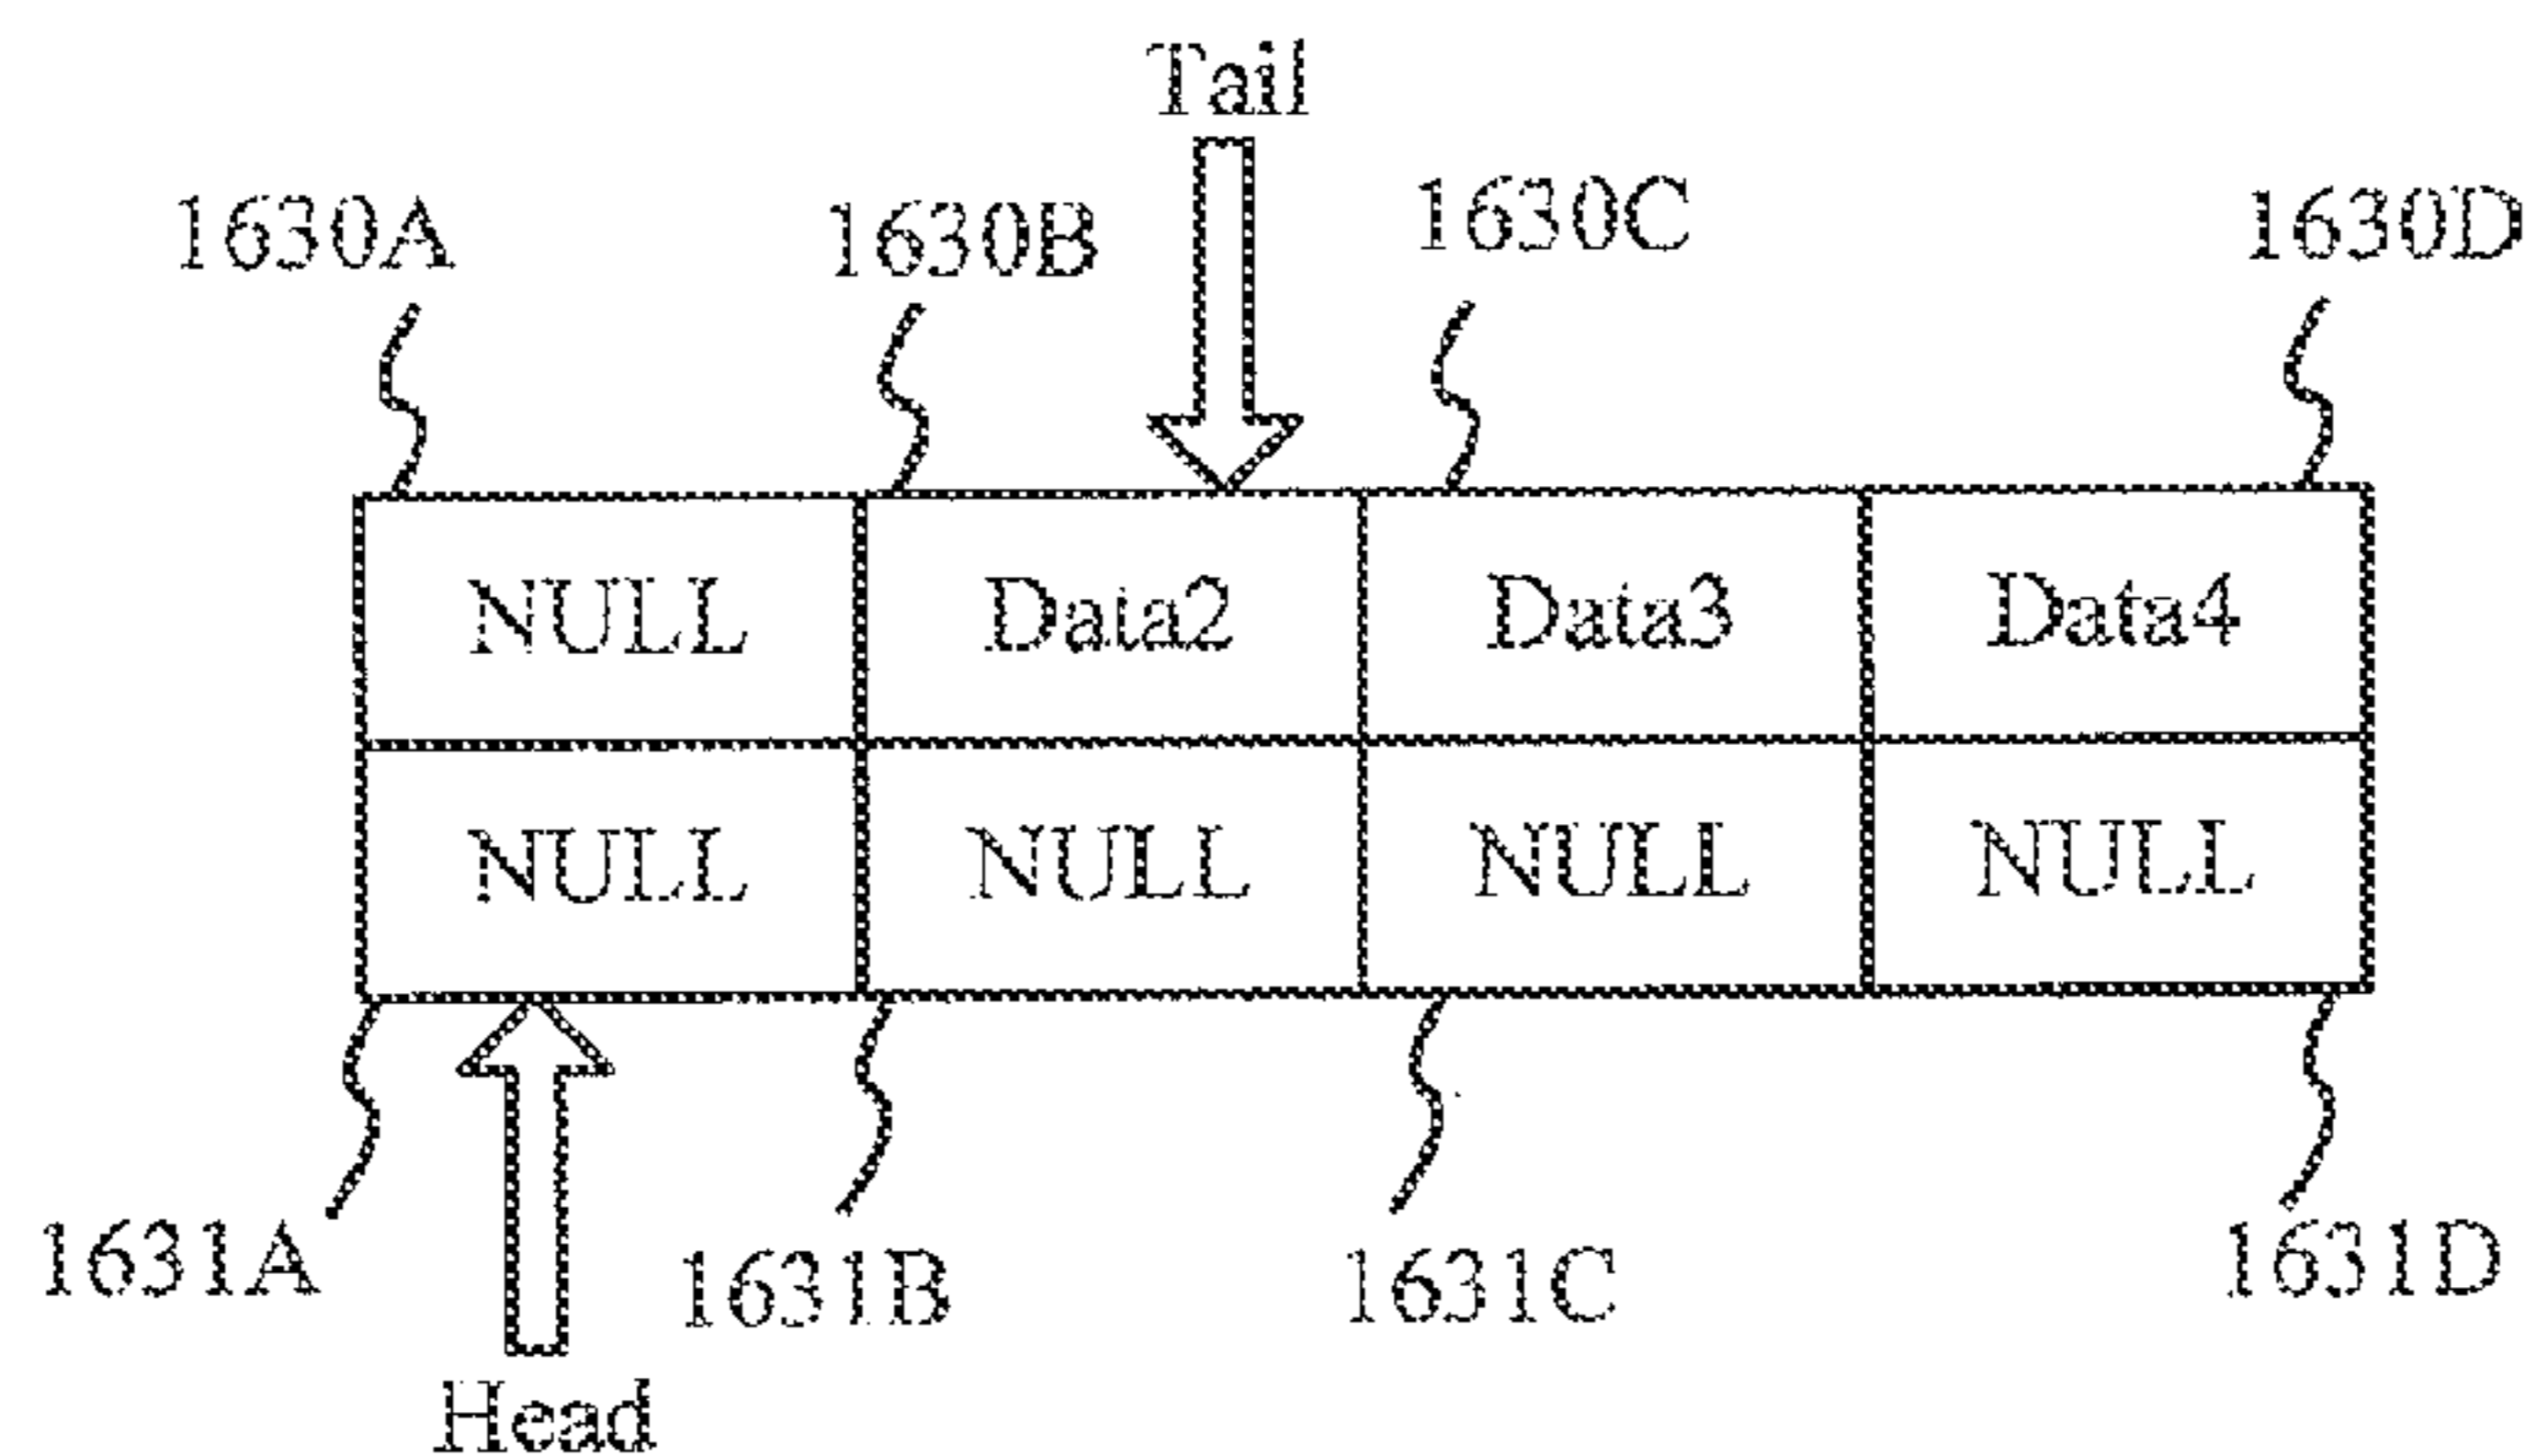 Tail
1630A 1630B 1630C 1630D
NULL Data2 Data3 Data4
NULL NULL NULL NULL
1631A 1631B 1631C 1631D
Head